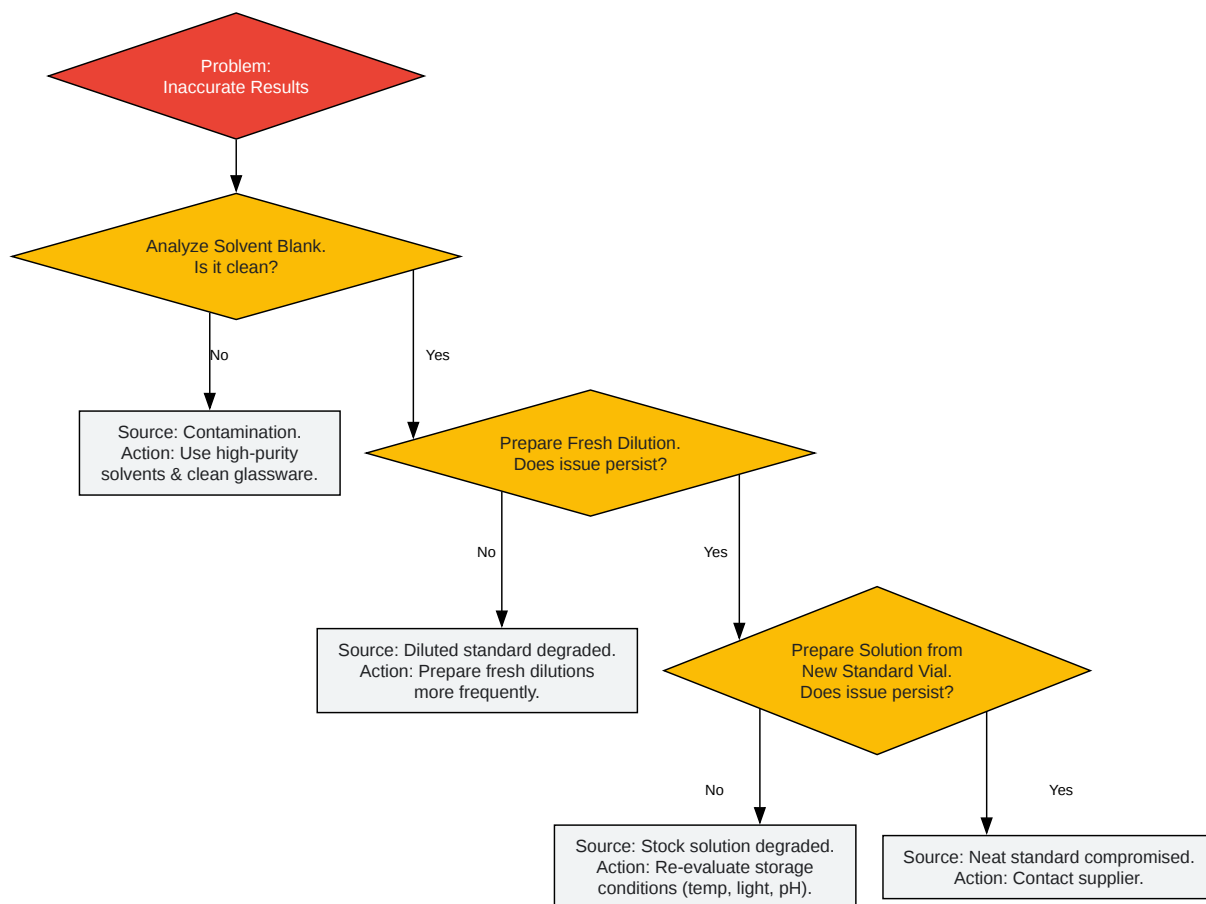 Problem:
Inaccurate Results
Analyze Solvent Blank.
Is it clean?
No
Yes
Source: Contamination.
Action: Use high-purity
solvents & clean glassware.
Prepare Fresh Dilution.
Does issue persist?
No
Yes
Source: Diluted standard degraded.
Action: Prepare fresh dilutions
more frequently.
Prepare Solution from
New Standard Vial.
Does issue persist?
No
Yes
Source: Stock solution degraded.
Action: Re-evaluate storage
conditions (temp, light, pH).
Source: Neat standard compromised.
Action: Contact supplier.